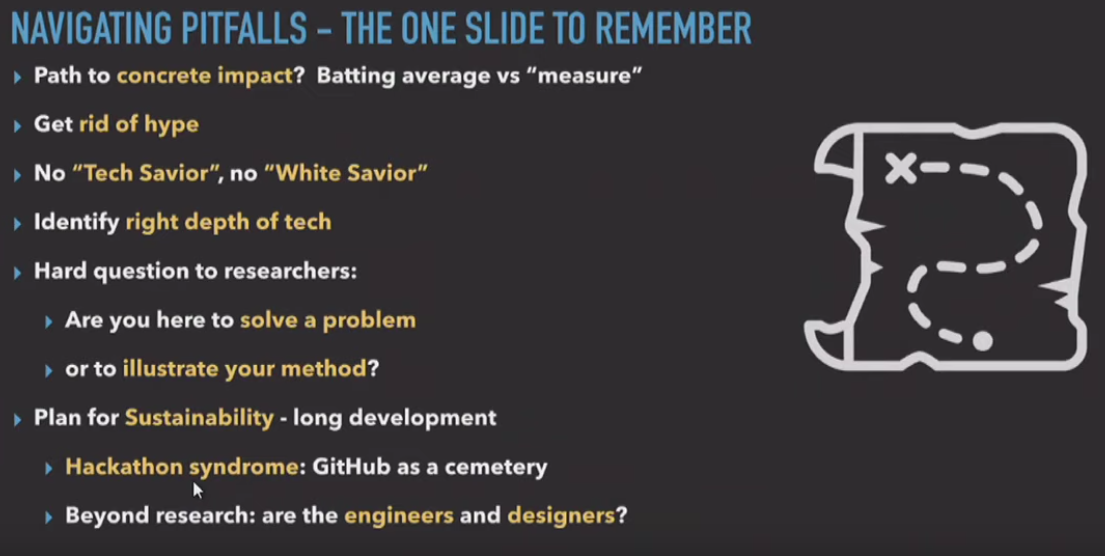 NAVIGATING PITFALLS – THE ONE SLIDE TO REMEMBER
Path to concrete impact? Batting average vs "measure"
Get rid of hype
No "Tech Savior", no "White Savior"
Identify right depth of tech
Hard question to researchers:
Are you here to solve a problem
or to illustrate your method?
Plan for Sustainability - long development
Hackathon syndrome: GitHub as a cemetery
Beyond research: are the engineers and designers?